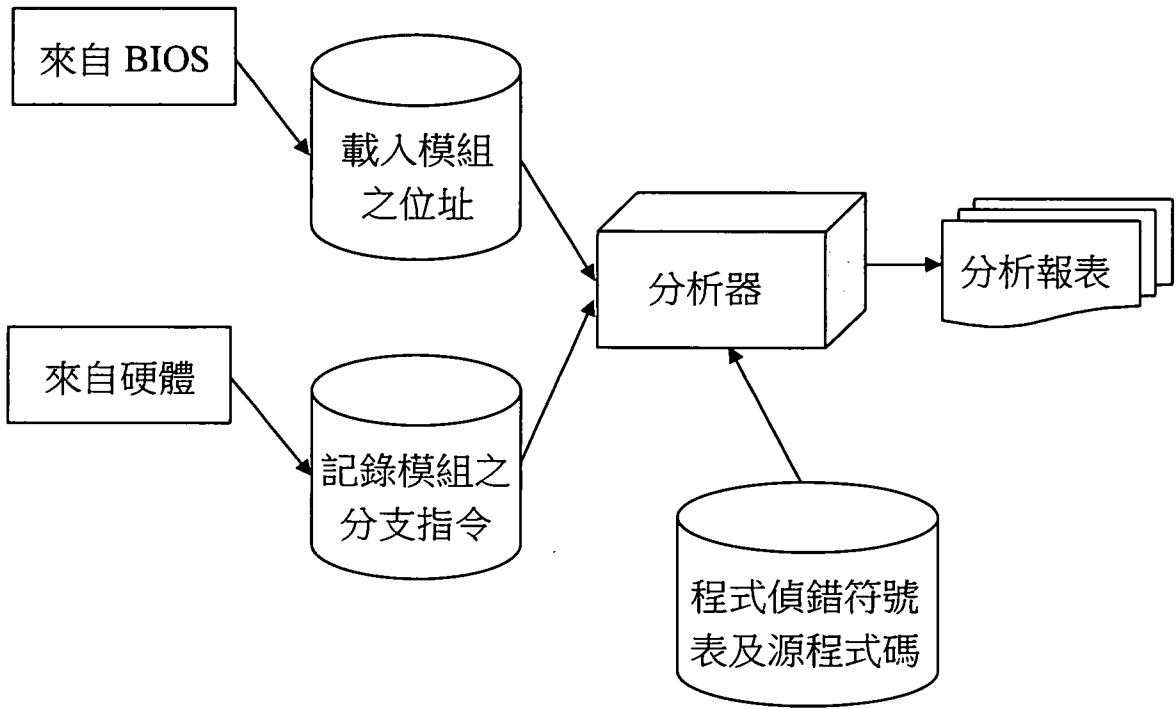 來自 BIOS
載入模組
之位址
分析器
分析報表
來自硬體
記錄模組之
分支指令
程式偵錯符號
表及源程式碼